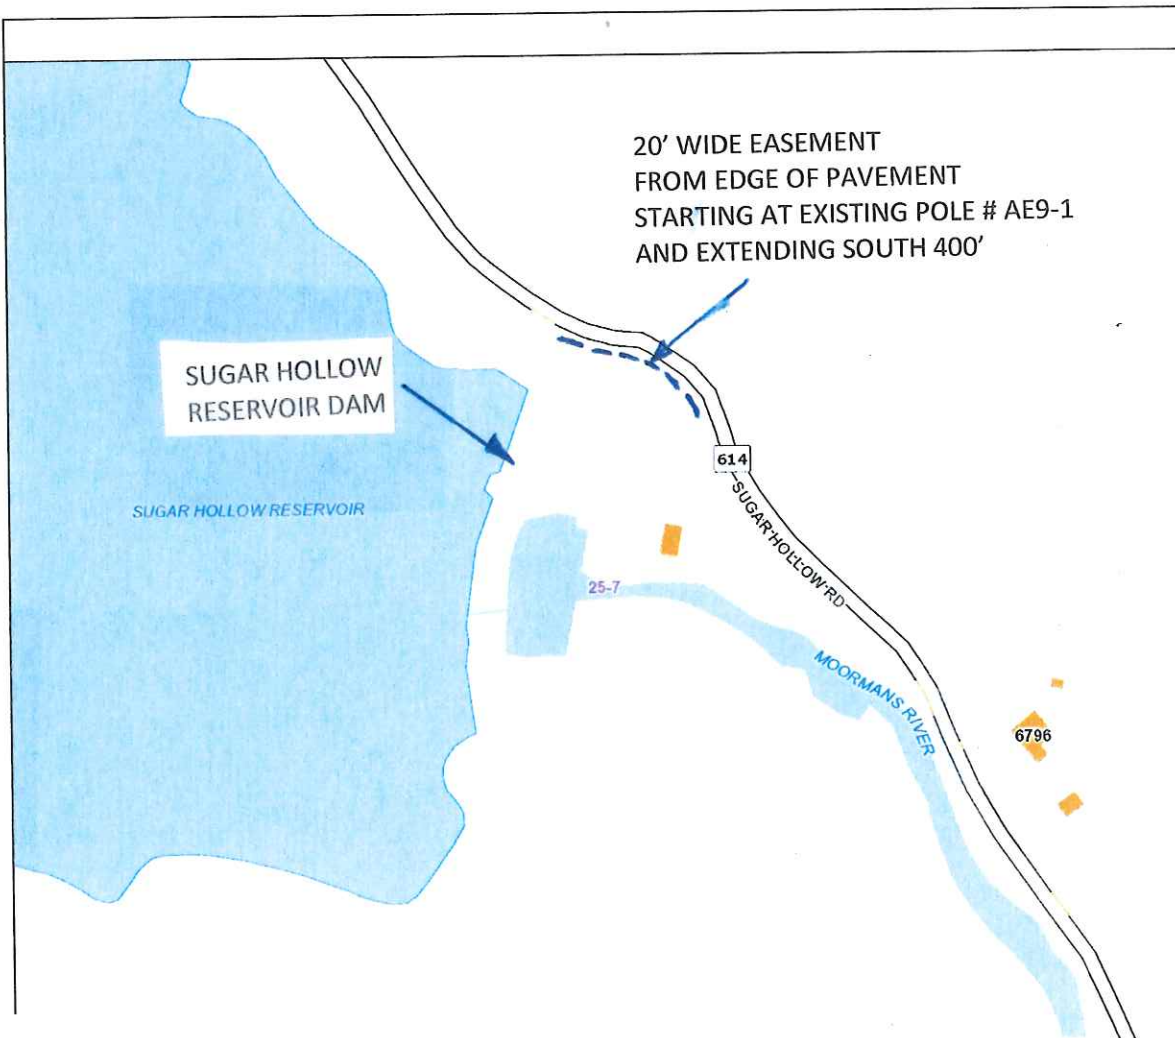 20' WIDE EASEMENT
FROM EDGE OF PAVEMENT
STARTING AT EXISTING POLE # AE9-1
AND EXTENDING SOUTH 400'
SUGAR HOLLOW
RESERVOIR DAM
614
SUGAR HOLLOW RESERVOIR
SUGAR HOLLOW RD
25-7
MOORMANS RIVER
6796